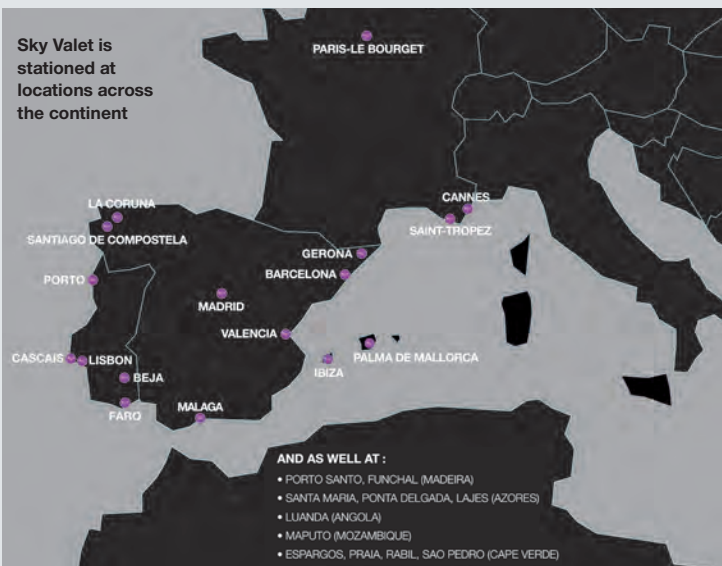 Sky Valet is
stationed at
locations across
the continent
PARIS-LE BOURGET
CANNES
SAINT-TROPEZ
LA CORUNA
SANTIAGO DE COMPOSTELA
GERONA
BARCELONA
PORTO
MADRID
VALENCIA
CASCAIS
LISBON
PALMA DE MALLORCA
IBIZA
BEJA
FARO
MALAGA
AND AS WELL AT :
• PORTO SANTO, FUNCHAL (MADEIRA)
• SANTA MARIA, PONTA DELGADA, LAJES (AZORES)
• LUANDA (ANGOLA)
• MAPUTO (MOZAMBIQUE)
• ESPARGOS, PRAIA, RABIL, SAO PEDRO (CAPE VERDE)